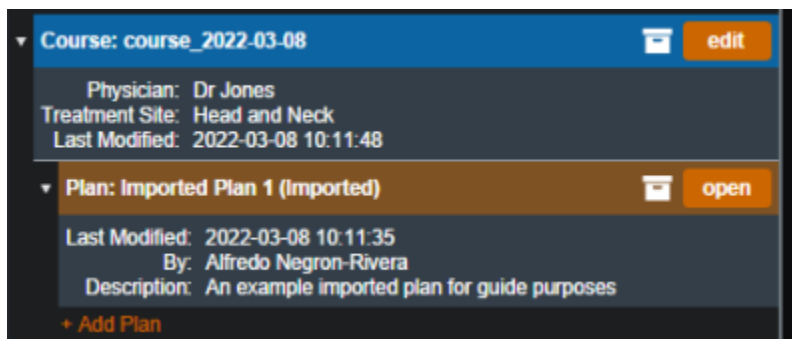 Course: course_2022-03-08 edit
Physician: Dr Jones
Treatment Site: Head and Neck
Last Modified: 2022-03-08 10:11:48
Plan: Imported Plan 1 (Imported) open
Last Modified: 2022-03-08 10:11:35
By: Alfredo Negron-Rivera
Description: An example imported plan for guide purposes
+ Add Plan